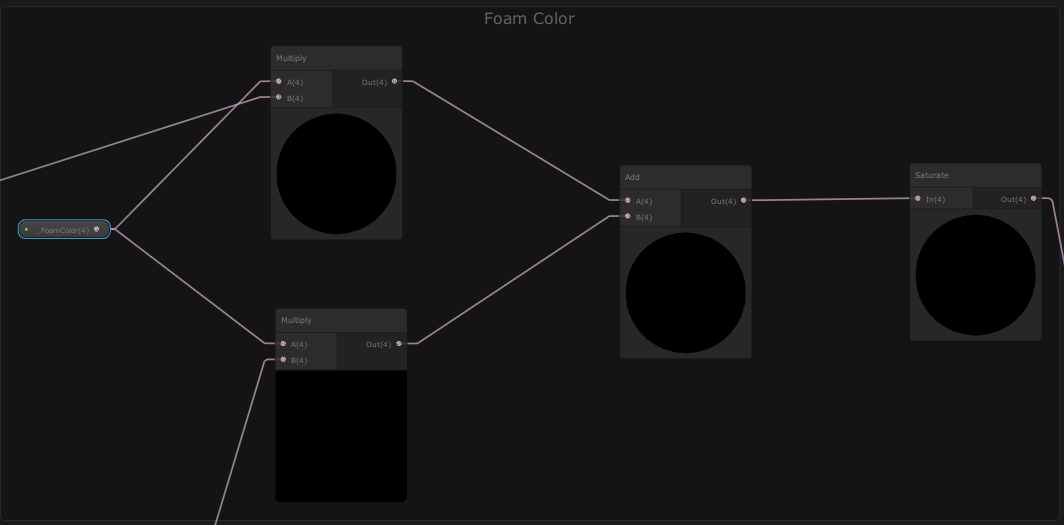 Foam Color
Multiply
A(4) Out(4)
B(4)
_FoamColor(4)
Multiply
A(4) Out(4)
B(4)
Add
A(4) Out(4)
B(4)
Saturate
In(4) Out(4)